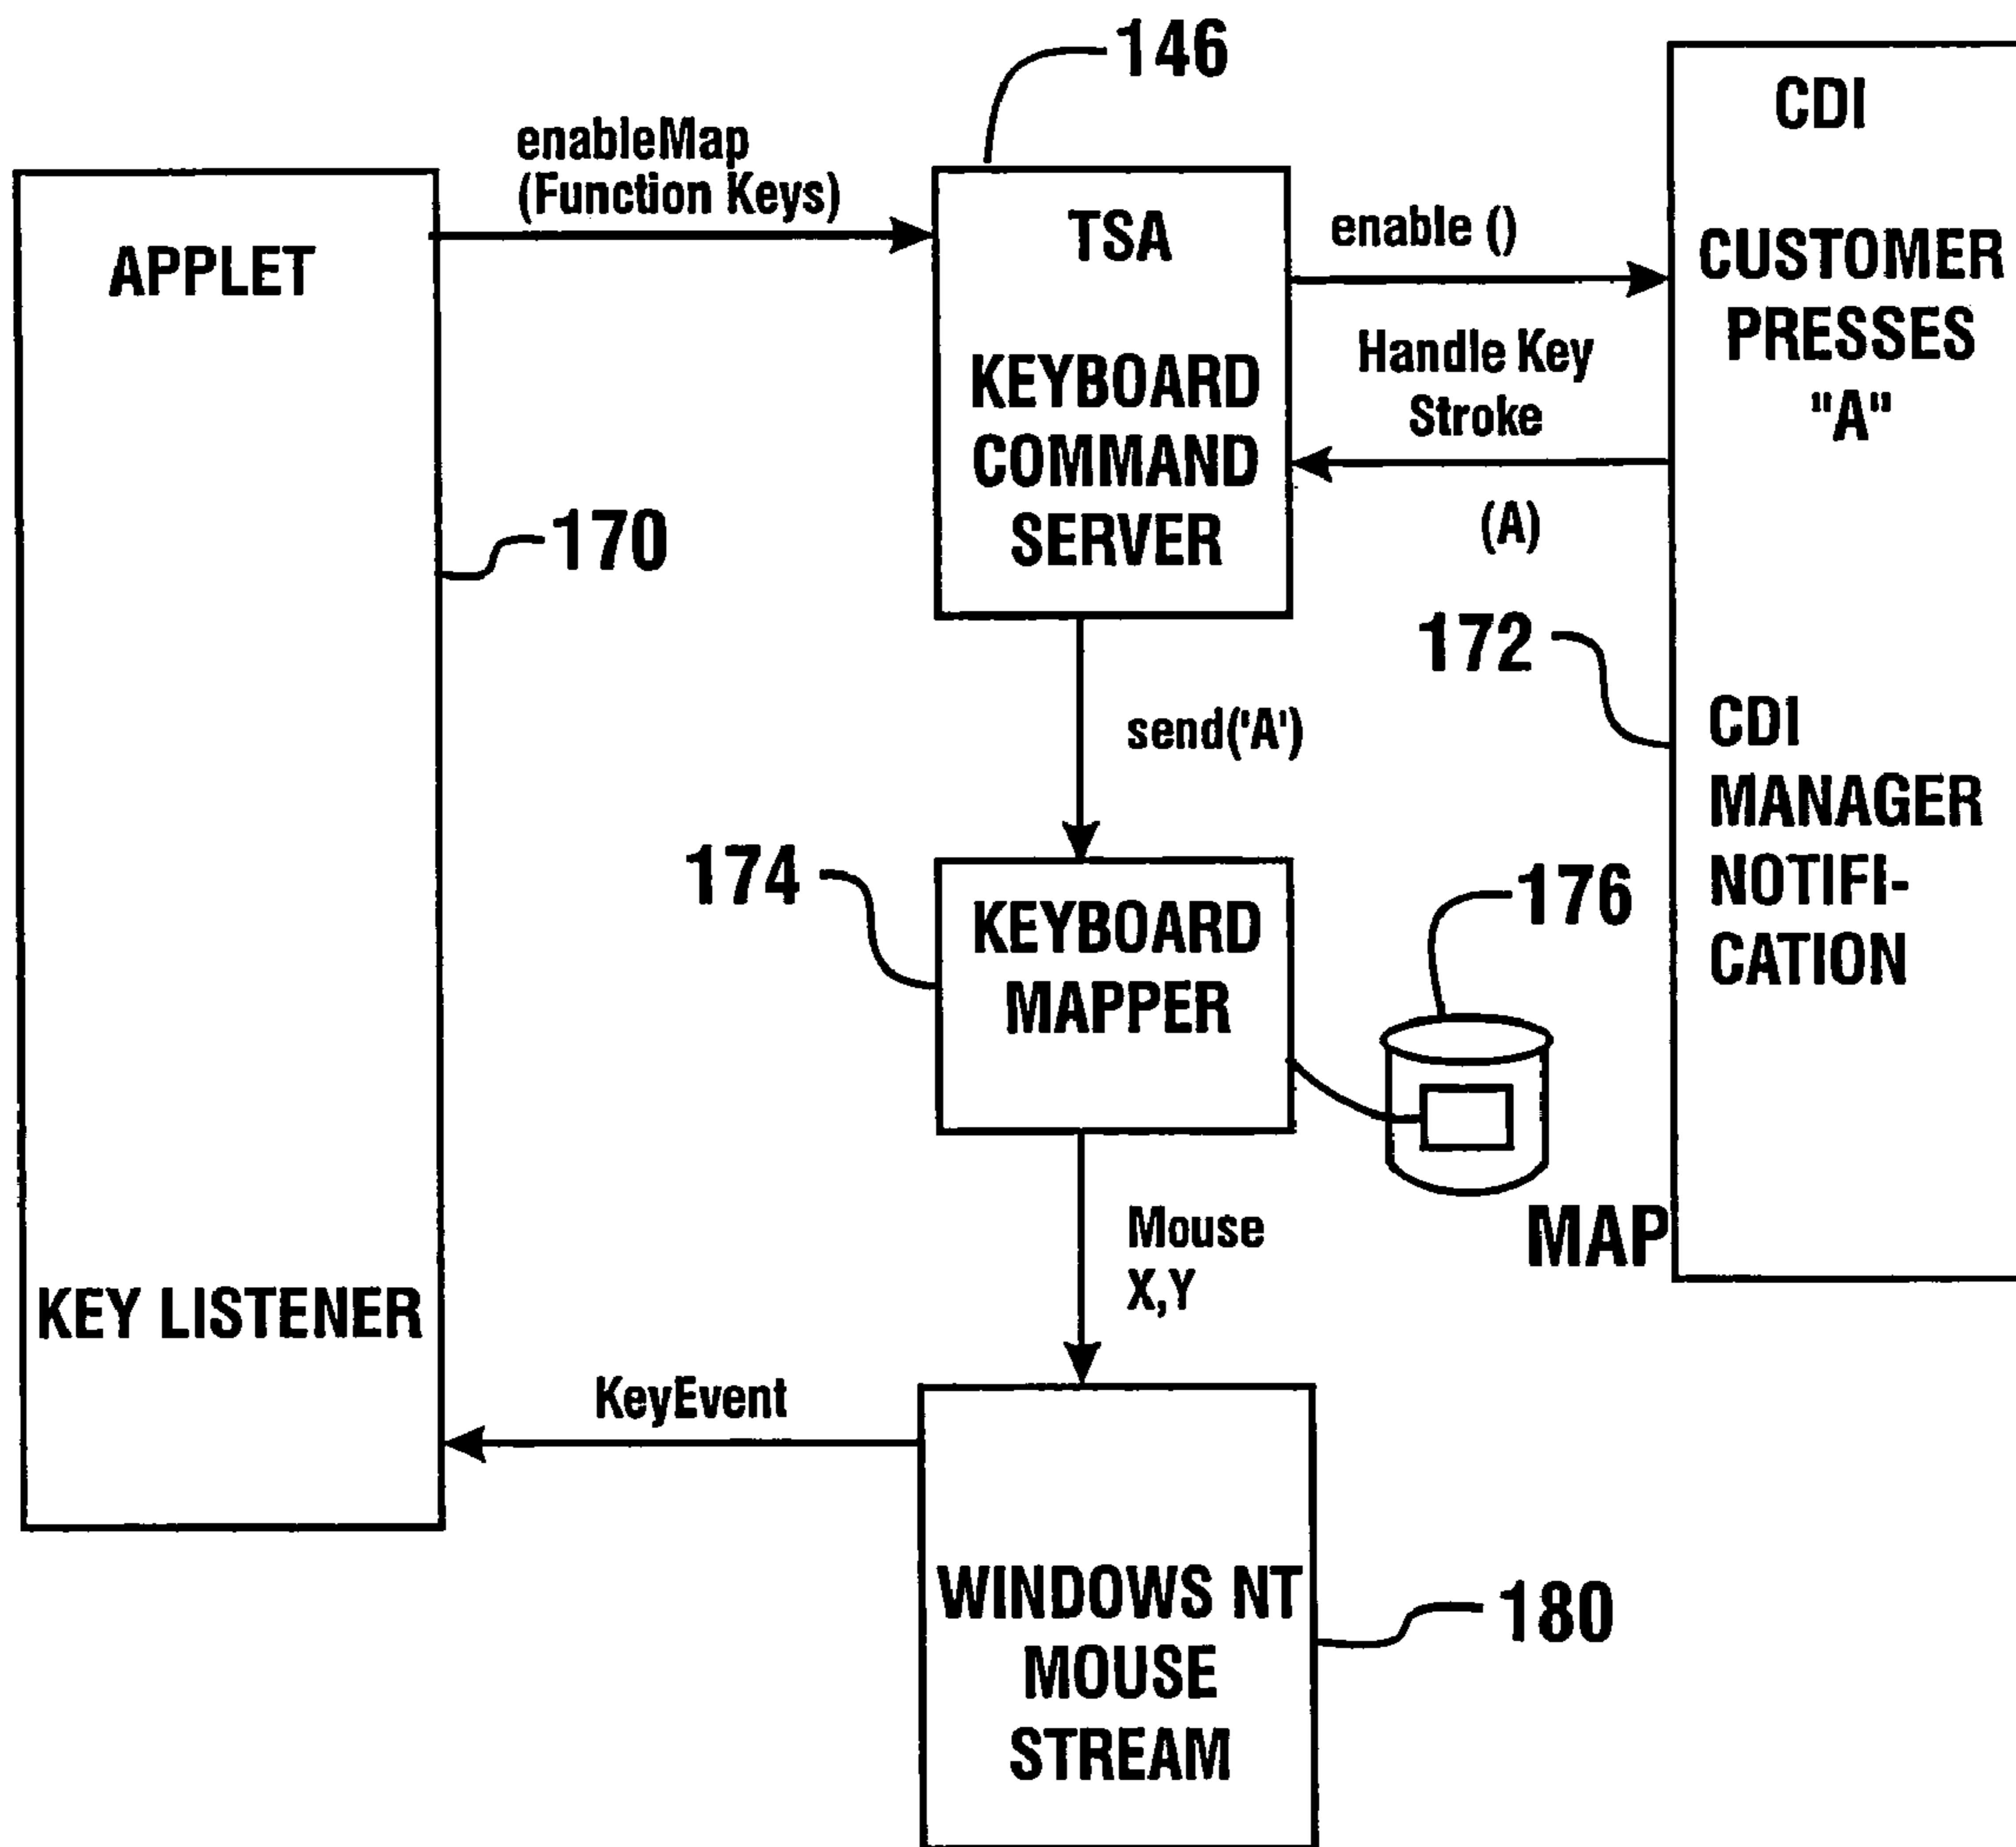 146
CDI
enableMap
(Function Keys)
APPLET
TSA
enable ()
CUSTOMER
PRESSES
"A"
KEYBOARD
COMMAND
SERVER
Handle Key
Stroke
(A)
170
172
send('A')
CDI
MANAGER
NOTIFI-
CATION
174
KEYBOARD
MAPPER
176
Mouse
X,Y
MAP
KEY LISTENER
KeyEvent
WINDOWS NT
MOUSE
STREAM
180